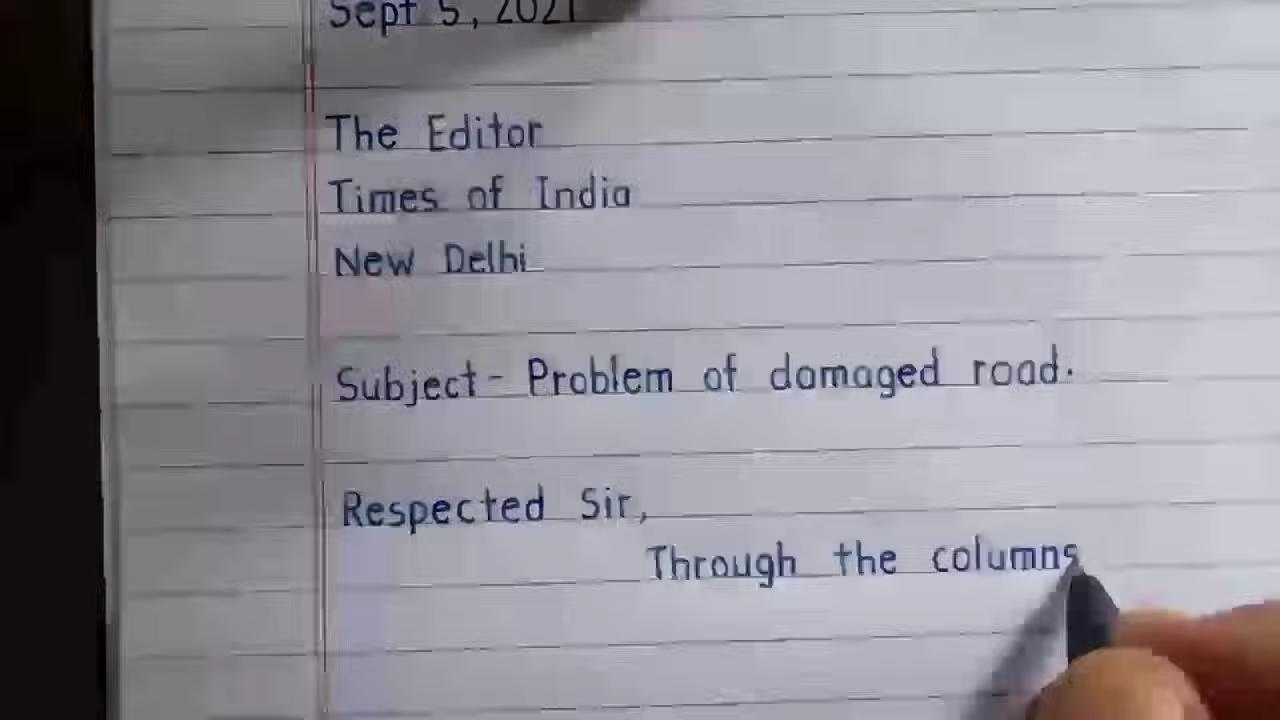 Sept 5, 2021
The Editor
Times of India
New Delhi
Subject- Problem of damaged road.
Respected Sir,
Through the columns